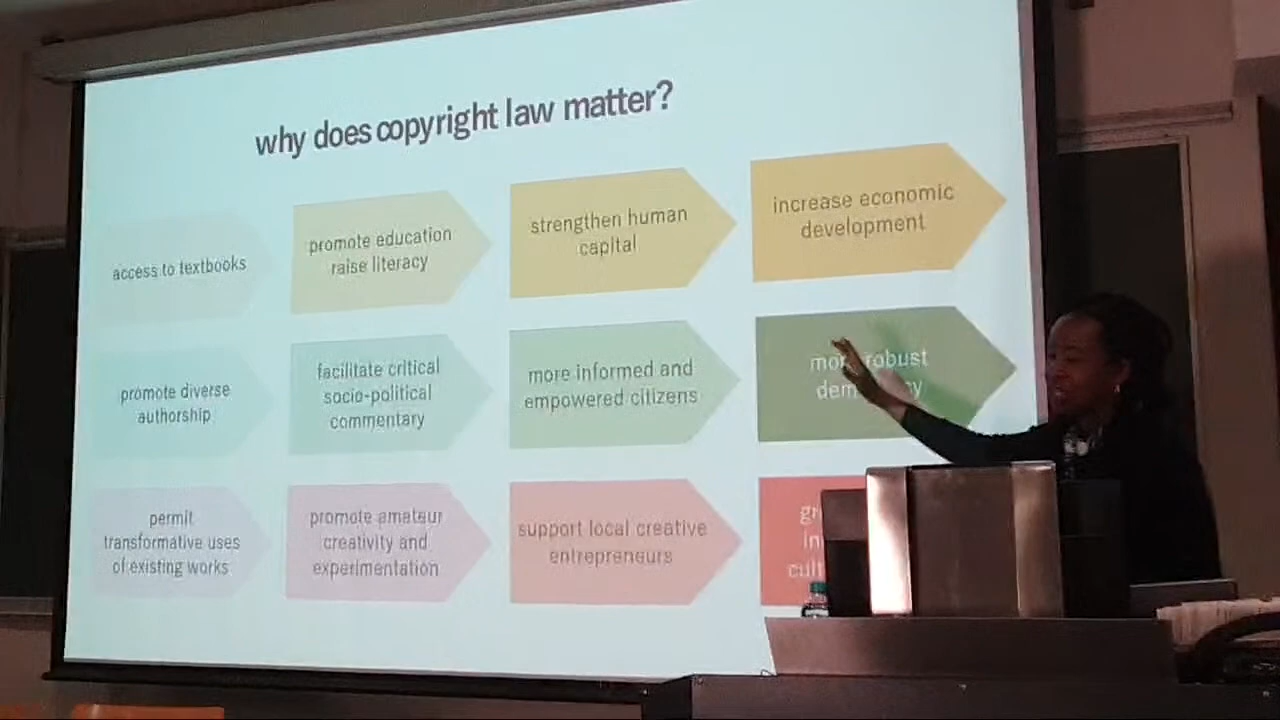 why does copyright law matter?
access to textbooks
promote education
raise literacy
strengthen human
capital
increase economic
development
promote diverse
authorship
facilitate critical
socio-political
commentary
more informed and
empowered citizens
more robust
permit
transformative uses
of existing works
promote amateur
creativity and
experimentation
support local creative
entrepreneurs